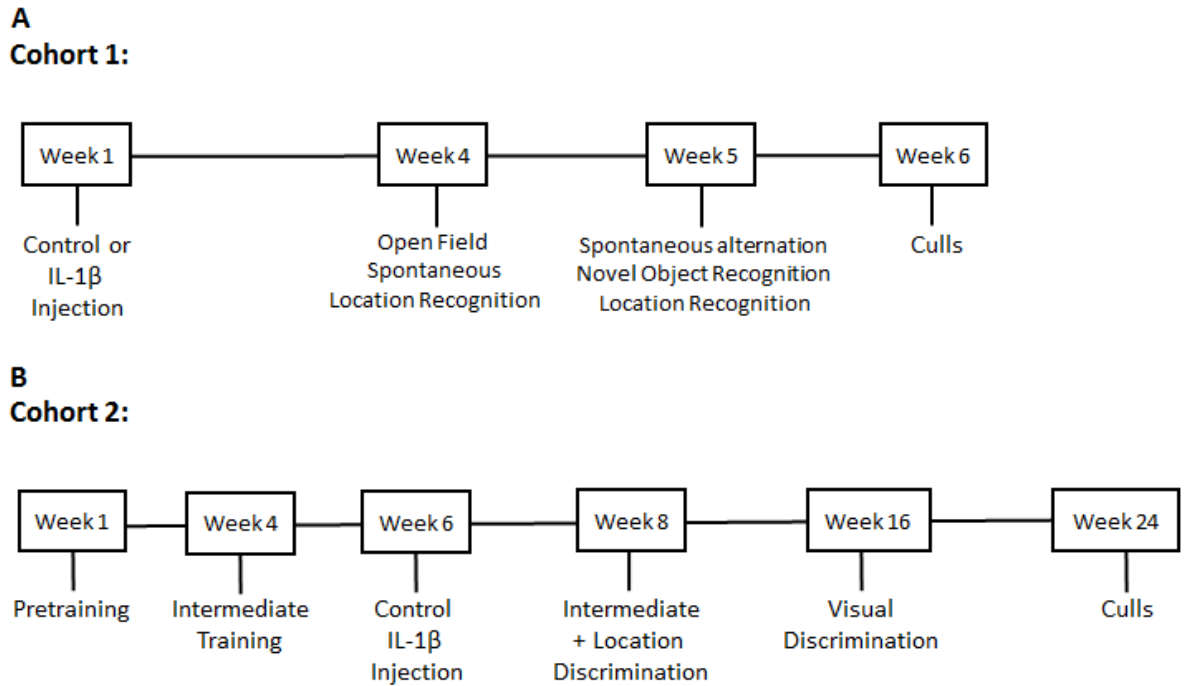 A
Cohort 1:
Week 1
Week 4
Week 5
Week 6
Control or
IL-1β
Injection
Open Field
Spontaneous
Location Recognition
Spontaneous alternation
Novel Object Recognition
Location Recognition
Culls
B
Cohort 2:
Week 1
Week 4
Week 6
Week 8
Week 16
Week 24
Pretraining
Intermediate
Training
Control
IL-1β
Injection
Intermediate
+ Location
Discrimination
Visual
Discrimination
Culls